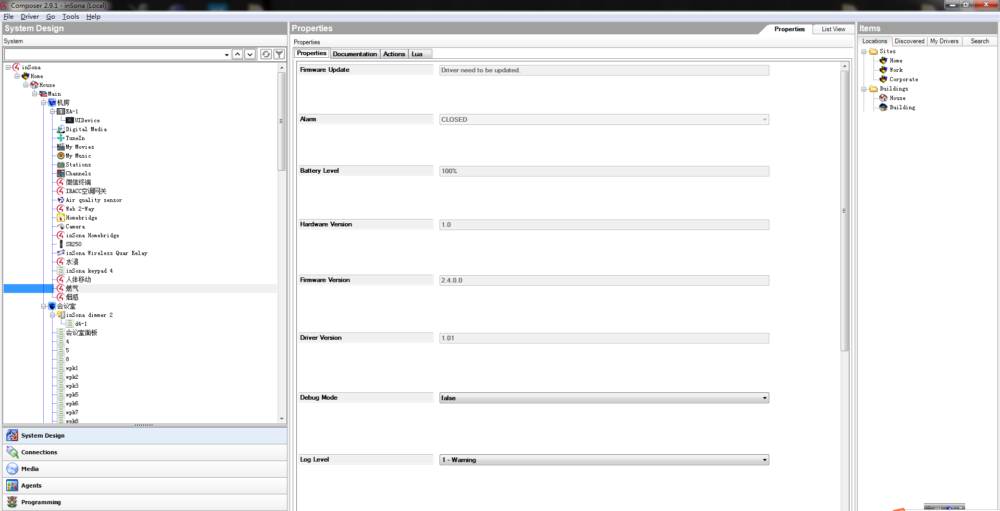 Composer 2.9.1 - inSona (Local)
File Driver Go Tools Help
System Design
System
inSona
Home
House
Main
机房
EA-1
UIDevice
Digital Media
TuneIn
My Movies
My Music
Stations
Channels
微信终端
IRACC空调网关
Air quality sensor
Web 2-Way
Homebridge
Camera
inSona Homebridge
SR250
inSona Wireless Quar Relay
水浸
inSona keypad 4
人体移动
燃气
烟感
会议室
inSona dimmer 2
d4-1
会议室面板
4
5
8
wpk1
wpk2
wpk3
wpk5
wpk6
wpk7
wpk8
System Design
Connections
Media
Agents
Programming
Properties
Properties List View
Properties
Properties Documentation Actions Lua
Firmware Update Driver need to be updated.
Alarm CLOSED
Battery Level 100%
Hardware Version 1.0
Firmware Version 2.4.0.0
Driver Version 1.01
Debug Mode false
Log Level 1 - Warning
Items
Locations Discovered My Drivers Search
Sites
Home
Work
Corporate
Buildings
House
Building